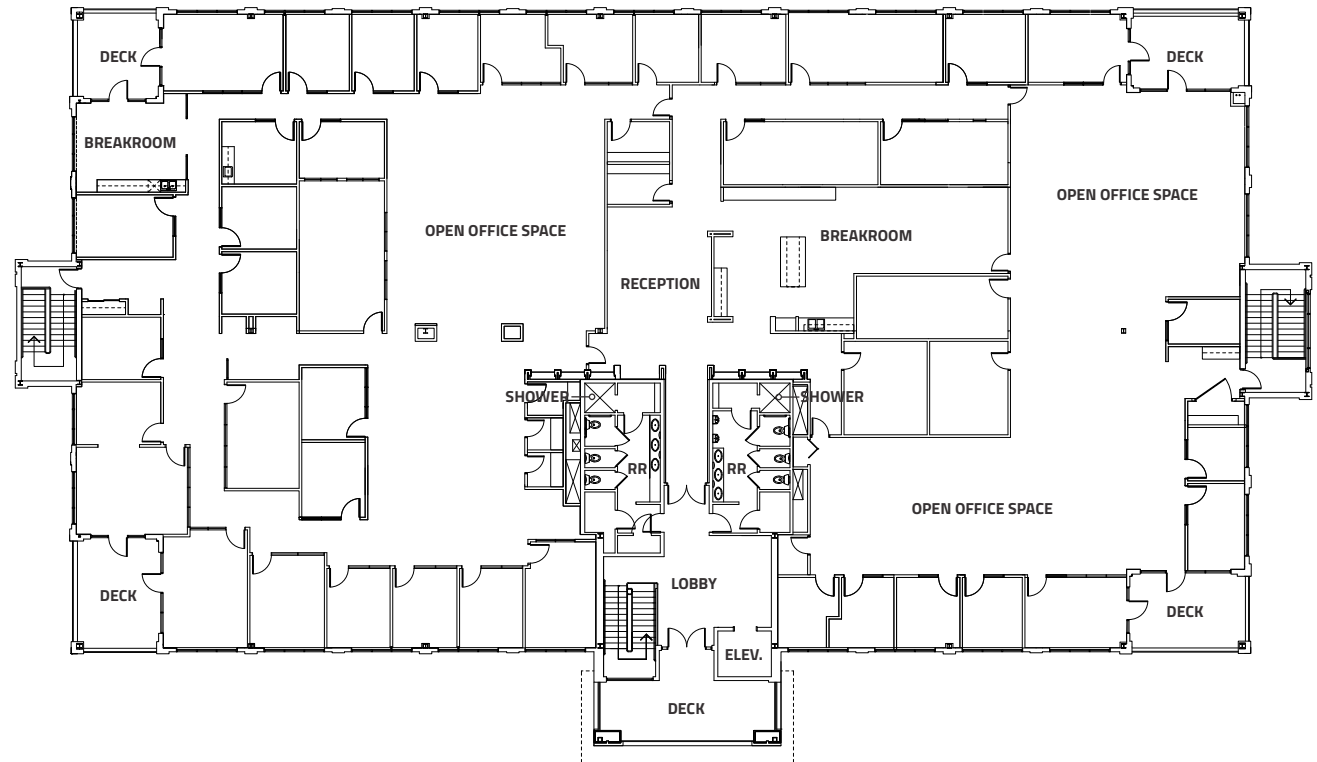 DECK
DECK
BREAKROOM
OPEN OFFICE SPACE
OPEN OFFICE SPACE
BREAKROOM
RECEPTION
SHOWER
SHOWER
RR
RR
OPEN OFFICE SPACE
LOBBY
DECK
DECK
ELEV.
DECK